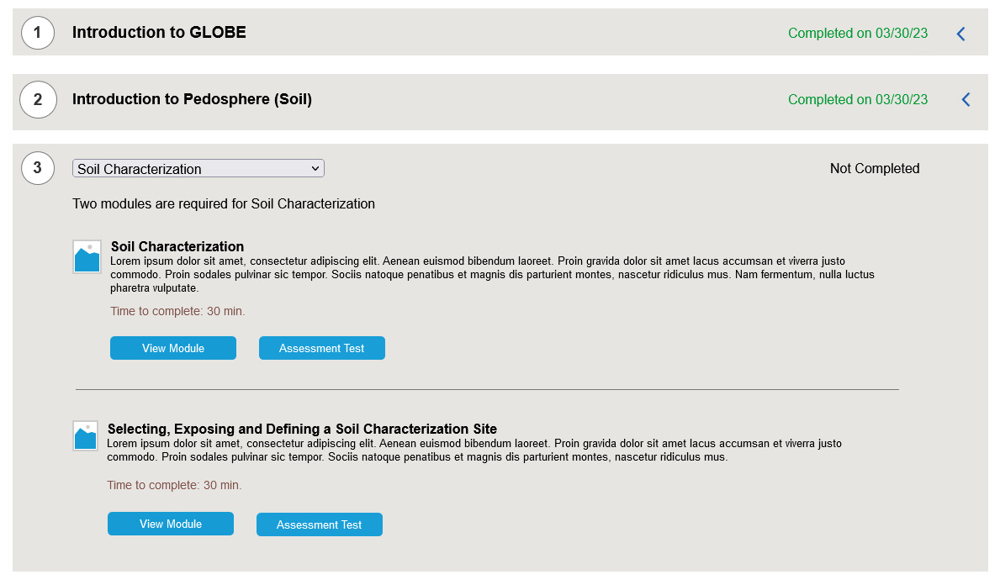 1 Introduction to GLOBE Completed on 03/30/23
2 Introduction to Pedosphere (Soil) Completed on 03/30/23
3 Soil Characterization Not Completed
Two modules are required for Soil Characterization
Soil Characterization
Lorem ipsum dolor sit amet, consectetur adipiscing elit. Aenean euismod bibendum laoreet. Proin gravida dolor sit amet lacus accumsan et viverra justo
commodo. Proin sodales pulvinar sic tempor. Sociis natoque penatibus et magnis dis parturient montes, nascetur ridiculus mus. Nam fermentum, nulla luctus
pharetra vulputate.
Time to complete: 30 min.
View Module Assessment Test
Selecting, Exposing and Defining a Soil Characterization Site
Lorem ipsum dolor sit amet, consectetur adipiscing elit. Aenean euismod bibendum laoreet. Proin gravida dolor sit amet lacus accumsan et viverra justo
commodo. Proin sodales pulvinar sic tempor. Sociis natoque penatibus et magnis dis parturient montes, nascetur ridiculus mus.
Time to complete: 30 min.
View Module Assessment Test